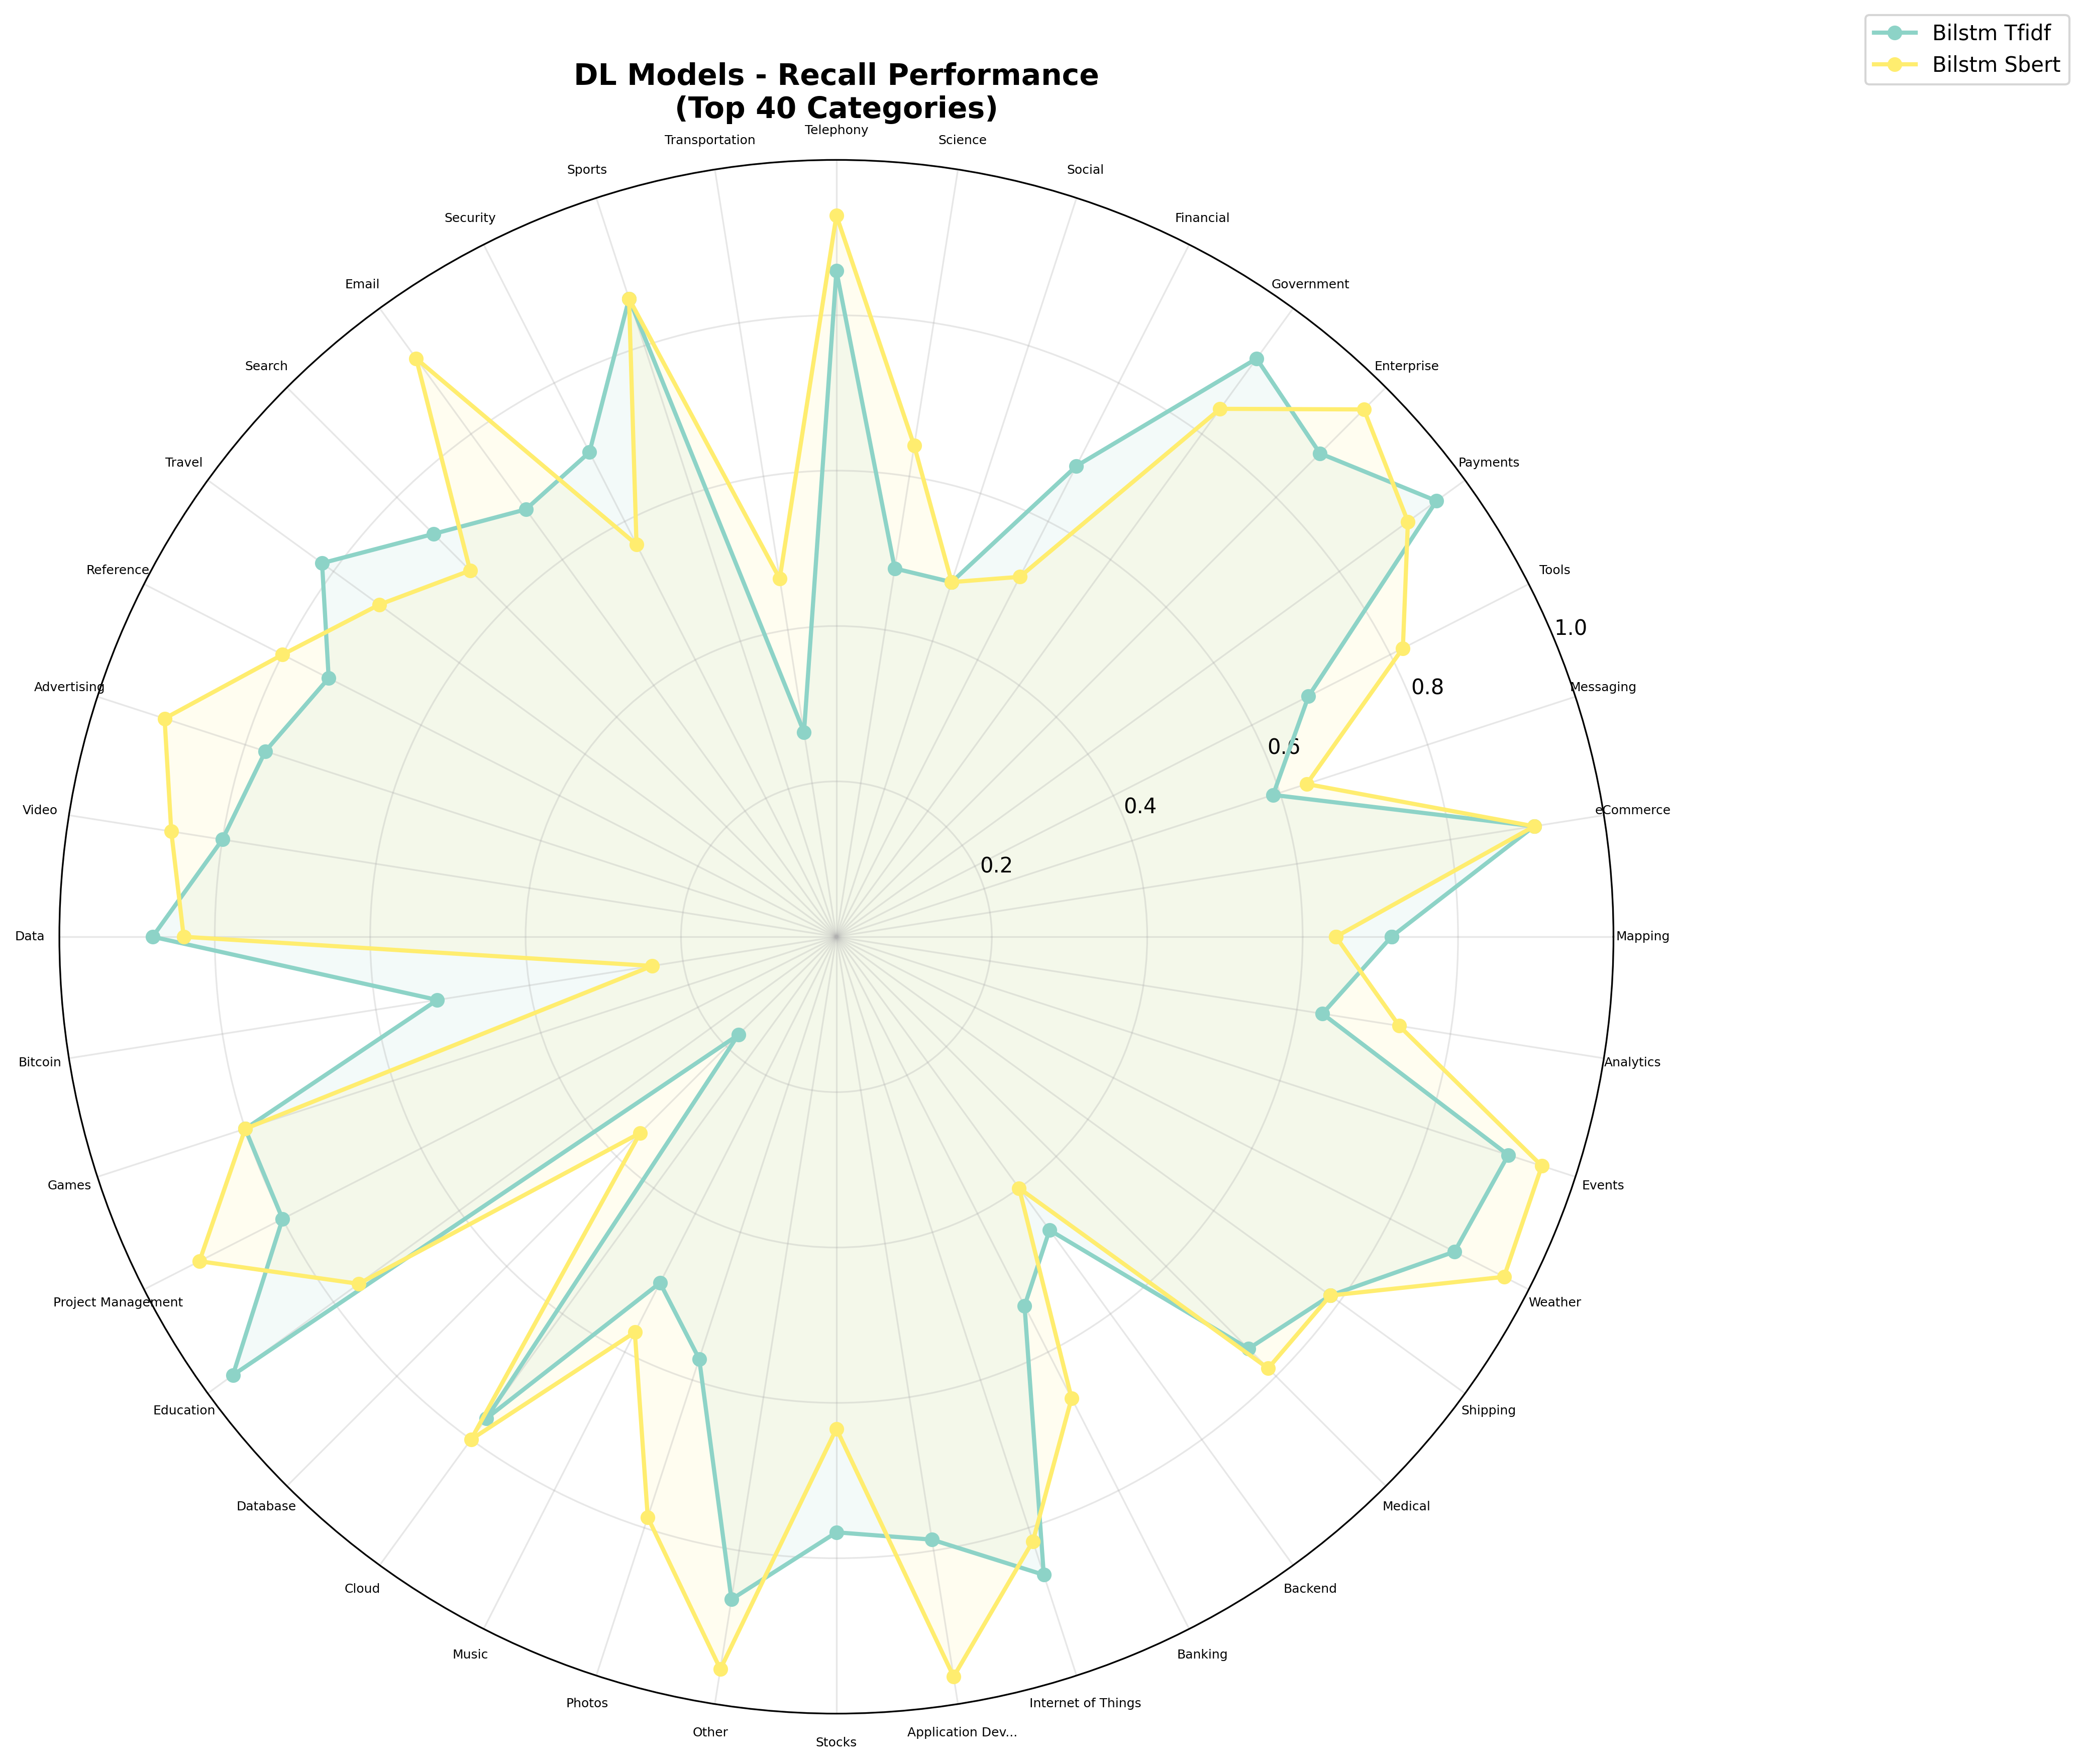 Bilstm Tfidf
Bilstm Sbert
DL Models - Recall Performance
(Top 40 Categories)
Telephony
Transportation
Science
Sports
Social
Security
Financial
Email
Government
Search
Enterprise
Travel
Payments
Reference
Tools
1.0
Advertising
Messaging
0.8
0.6
Video
eCommerce
0.4
0.2
Data
Mapping
Bitcoin
Analytics
Games
Events
Project Management
Weather
Education
Shipping
Database
Medical
Cloud
Backend
Music
Banking
Photos
Internet of Things
Other
Application Dev...
Stocks